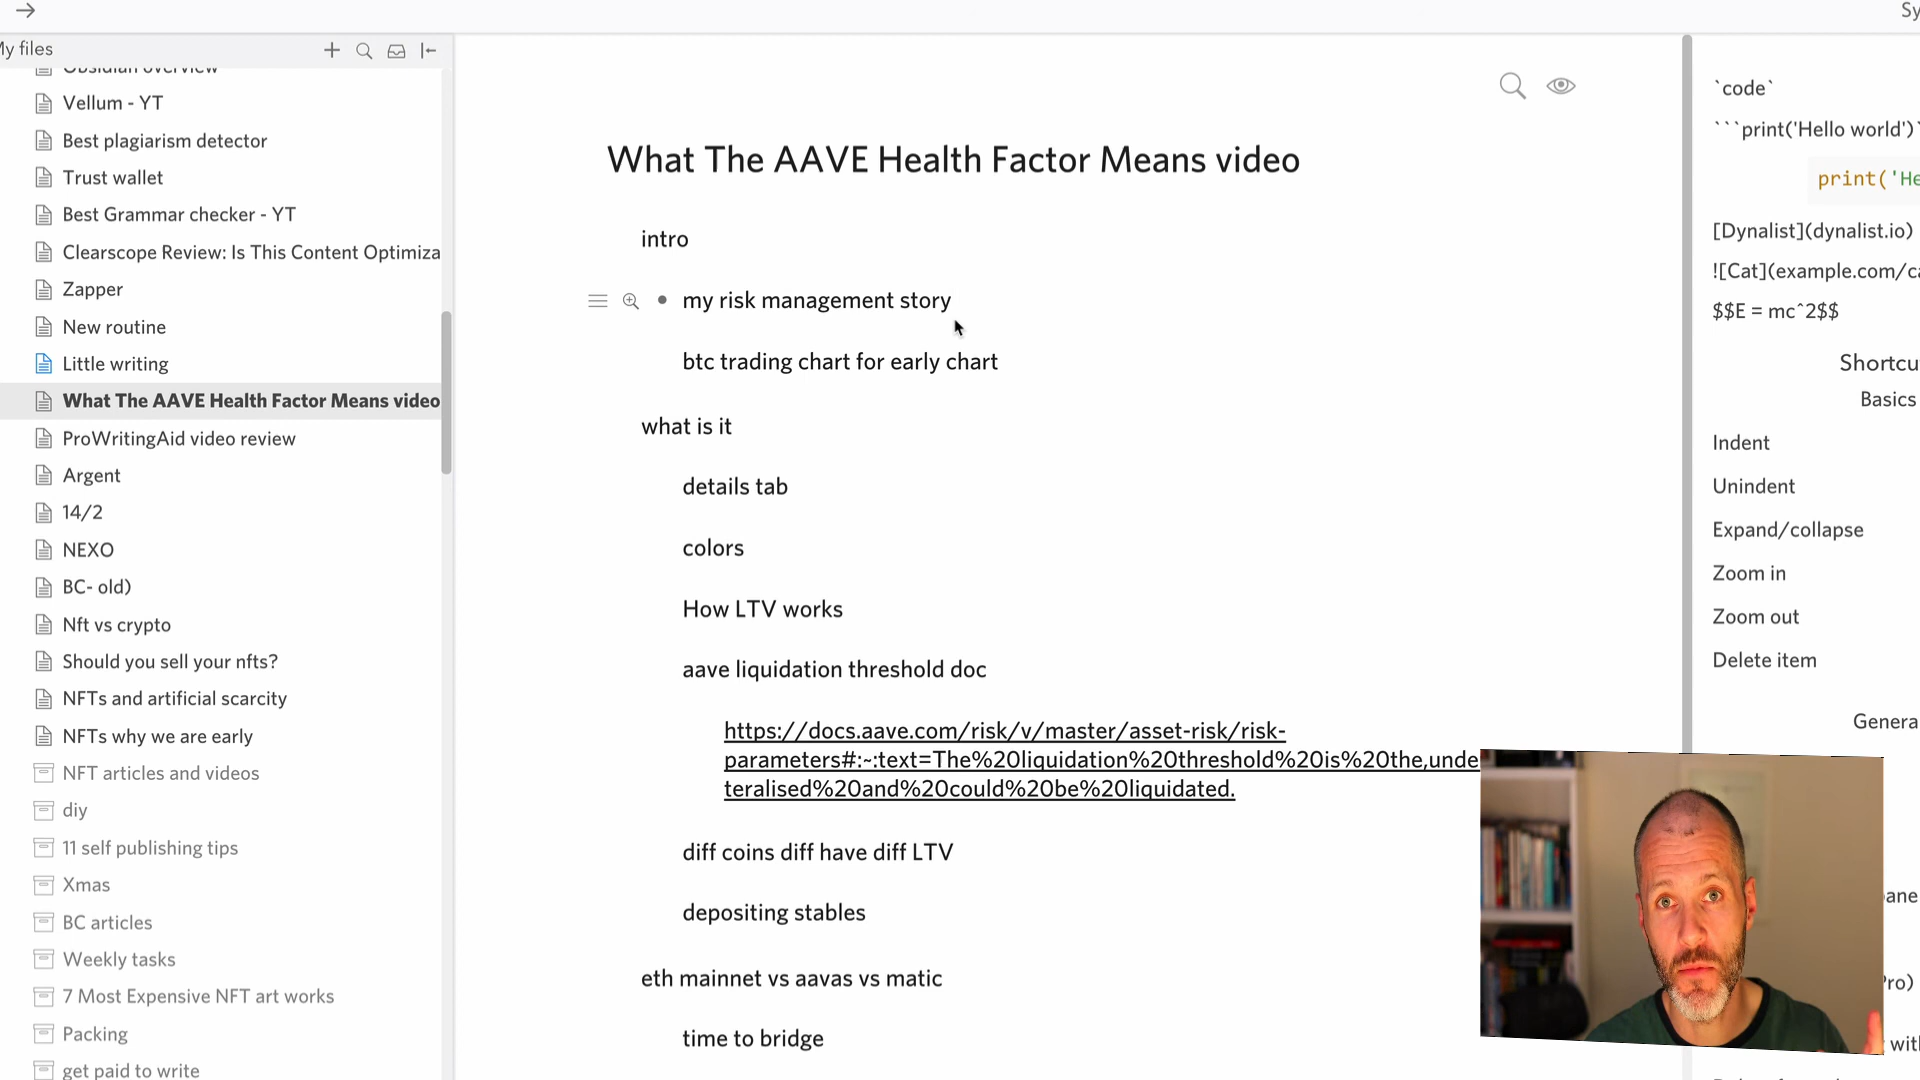 Sy
My files
Obsidian overview
Vellum - YT
Best plagiarism detector
Trust wallet
Best Grammar checker - YT
Clearscope Review: Is This Content Optimiza
Zapper
New routine
Little writing
What The AAVE Health Factor Means video
ProWritingAid video review
Argent
14/2
NEXO
BC- old)
Nft vs crypto
Should you sell your nfts?
NFTs and artificial scarcity
NFTs why we are early
NFT articles and videos
diy
11 self publishing tips
Xmas
BC articles
Weekly tasks
7 Most Expensive NFT art works
Packing
get paid to write
What The AAVE Health Factor Means video
intro
my risk management story
btc trading chart for early chart
what is it
details tab
colors
How LTV works
aave liquidation threshold doc
https://docs.aave.com/risk/v/master/asset-risk/risk-
parameters#:~:text=The%20liquidation%20threshold%20is%20the,unde
teralised%20and%20could%20be%20liquidated.
diff coins diff have diff LTV
depositing stables
eth mainnet vs aavas vs matic
time to bridge
`code`
```print('Hello world')`
print('He
[Dynalist](dynalist.io)
![Cat](example.com/ca
$$E = mc^2$$
Shortcu
Basics
Indent
Unindent
Expand/collapse
Zoom in
Zoom out
Delete item
Genera
ane
Pro)
with